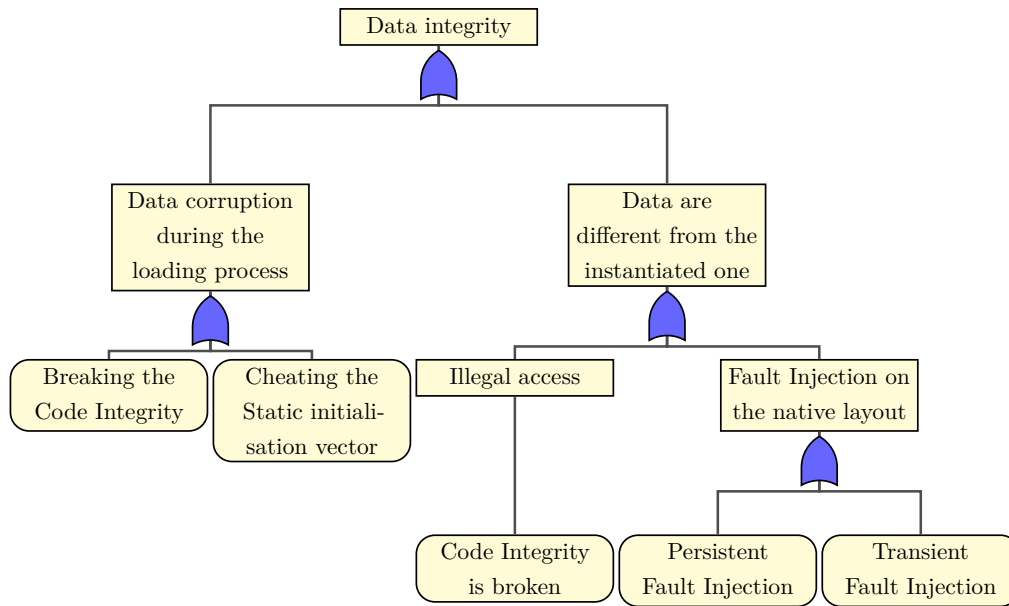 Data integrity
Data corruption
during the
loading process
Data are
different from the
instantiated one
Breaking the
Code Integrity
Cheating the
Static initiali-
sation vector
Illegal access
Fault Injection on
the native layout
Code Integrity
is broken
Persistent
Fault Injection
Transient
Fault Injection